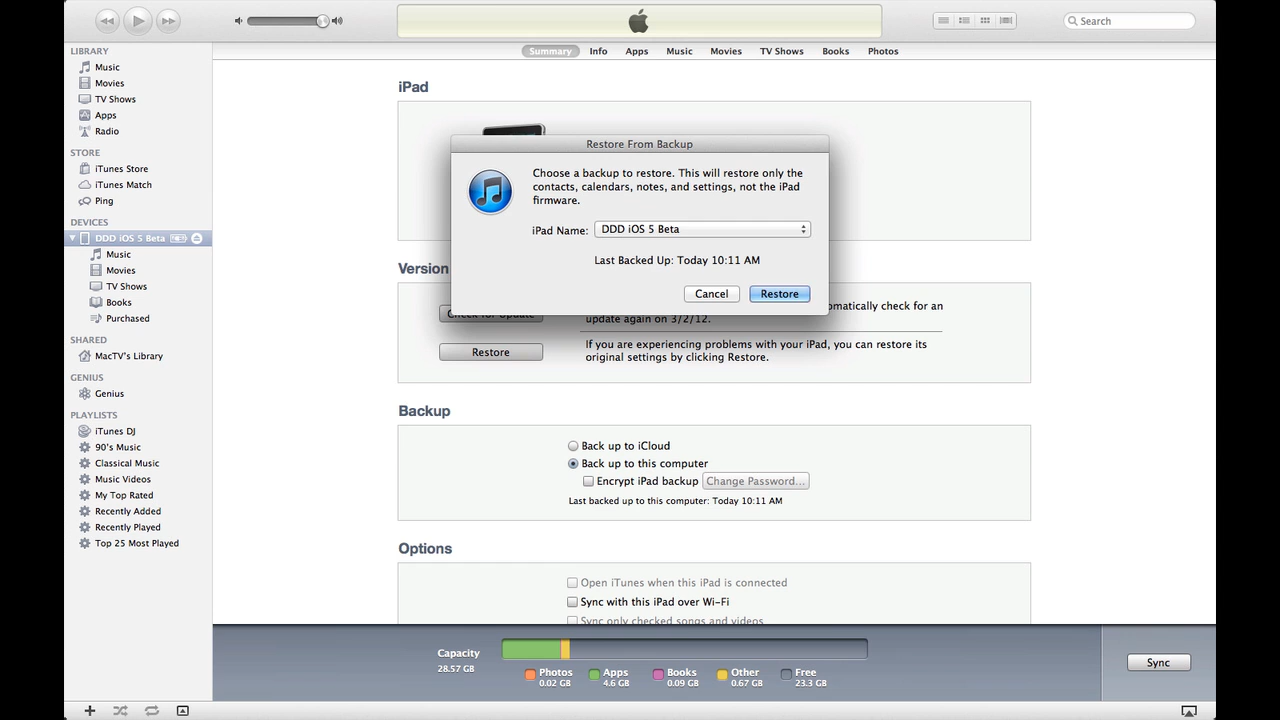 Search
LIBRARY
Music
Movies
TV Shows
Apps
Radio
STORE
iTunes Store
iTunes Match
Ping
DEVICES
DDD iOS 5 Beta
Music
Movies
TV Shows
Books
Purchased
SHARED
MacTV's Library
GENIUS
Genius
PLAYLISTS
iTunes DJ
90's Music
Classical Music
Music Videos
My Top Rated
Recently Added
Recently Played
Top 25 Most Played
Summary Info Apps Music Movies TV Shows Books Photos
iPad
Restore From Backup
Choose a backup to restore. This will restore only the
contacts, calendars, notes, and settings, not the iPad
firmware.
iPad Name: DDD iOS 5 Beta
Last Backed Up: Today 10:11 AM
Cancel Restore
Version
Check for Update
omatically check for an
update again on 3/2/12.
Restore
If you are experiencing problems with your iPad, you can restore its
original settings by clicking Restore.
Backup
Back up to iCloud
Back up to this computer
Encrypt iPad backup Change Password...
Last backed up to this computer: Today 10:11 AM
Options
Open iTunes when this iPad is connected
Sync with this iPad over Wi-Fi
Sync only checked songs and videos
Capacity
28.57 GB
Photos
0.02 GB
Apps
4.6 GB
Books
0.09 GB
Other
0.67 GB
Free
23.3 GB
Sync